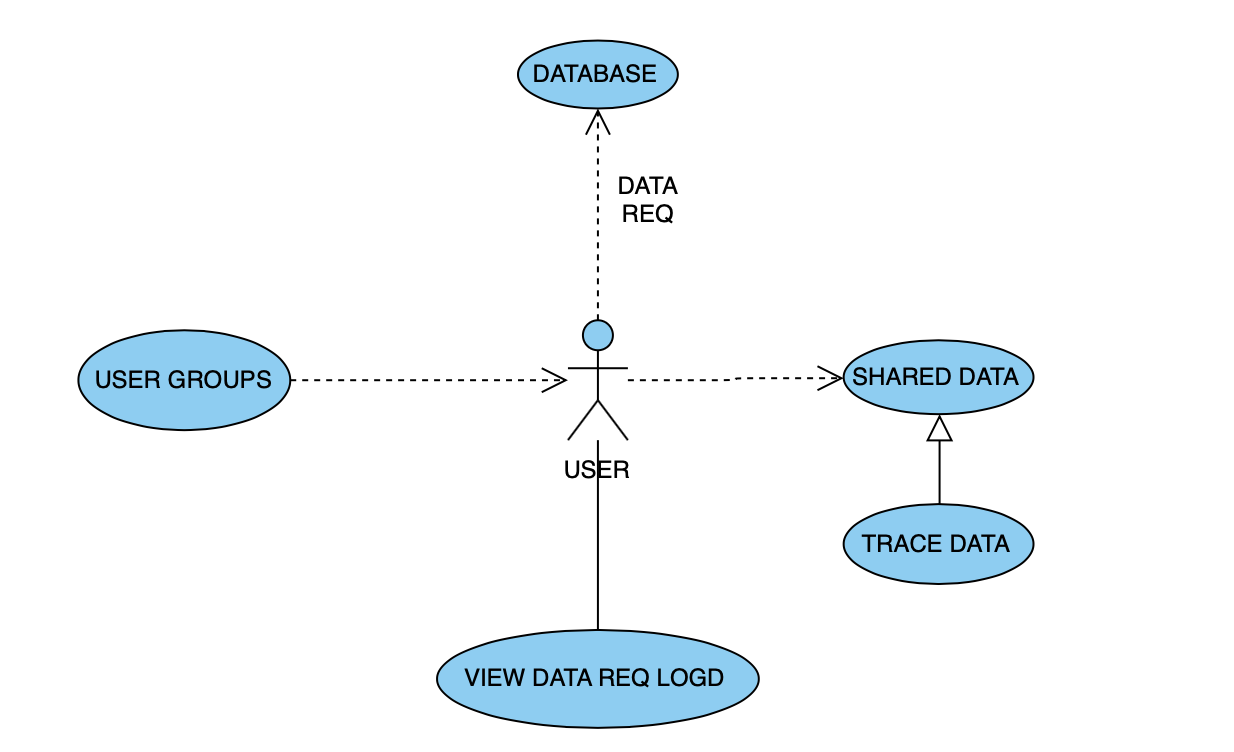 DATABASE
DATA
REQ
USER GROUPS
SHARED DATA
USER
TRACE DATA
VIEW DATA REQ LOGD